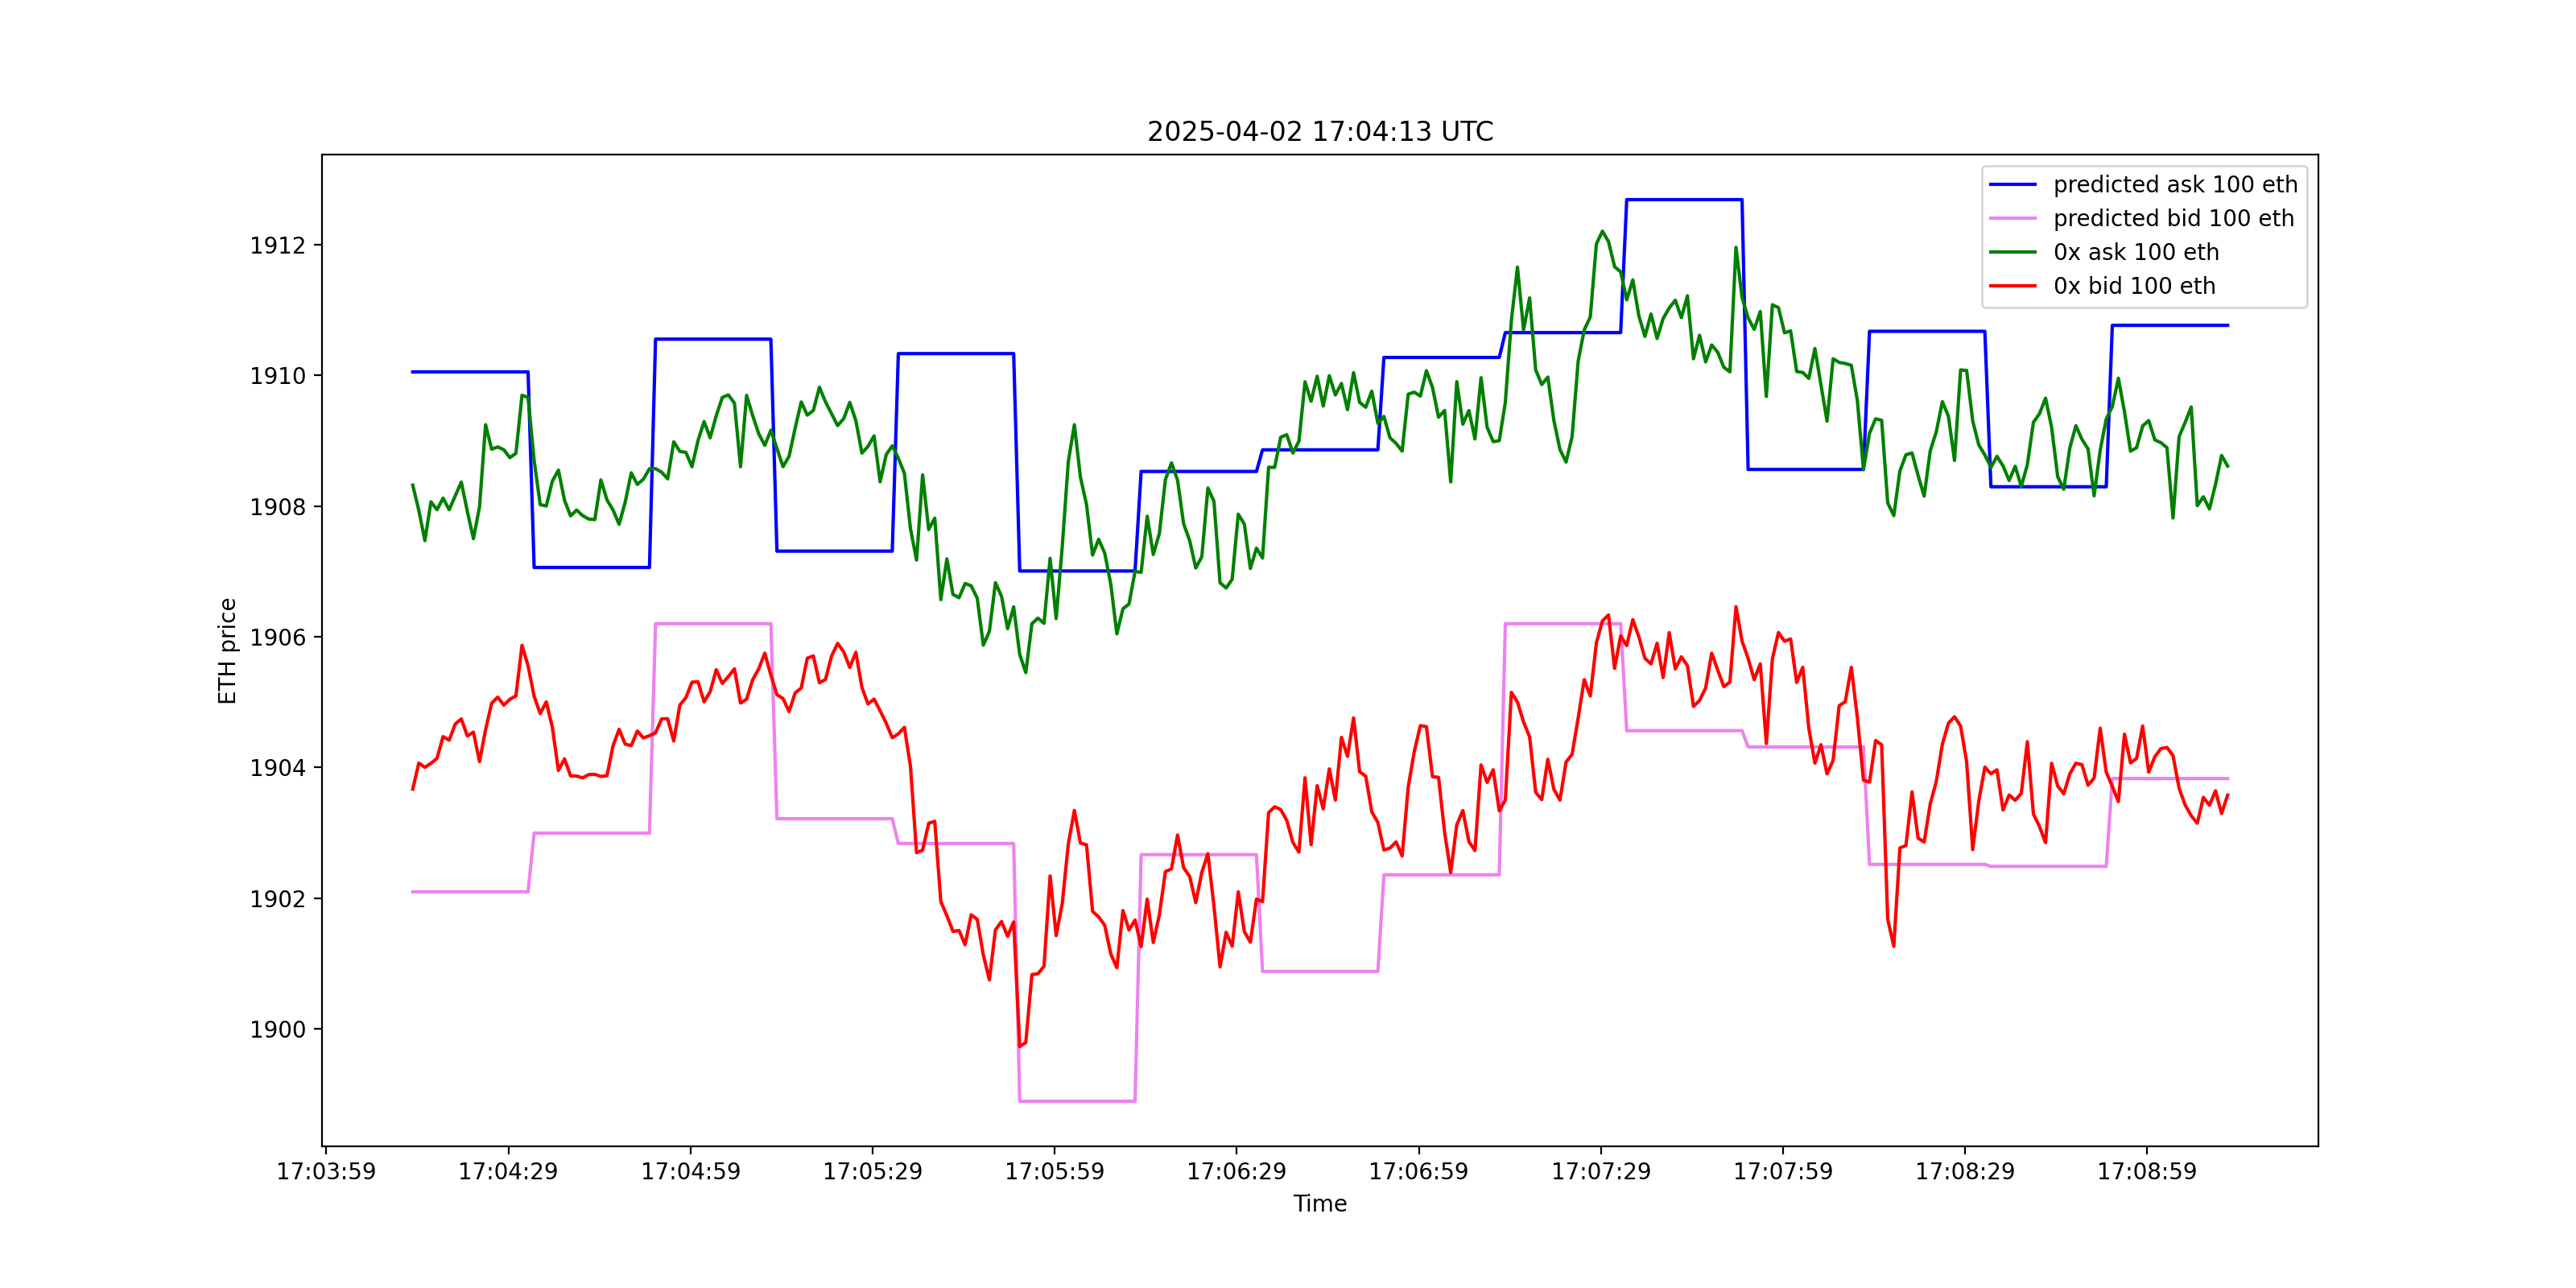 2025-04-02 17:04:13 UTC
predicted ask 100 eth
predicted bid 100 eth
0x ask 100 eth
0x bid 100 eth
ETH price
1912
1910
1908
1906
1904
1902
1900
17:03:59 17:04:29 17:04:59 17:05:29 17:05:59 17:06:29 17:06:59 17:07:29 17:07:59 17:08:29 17:08:59
Time